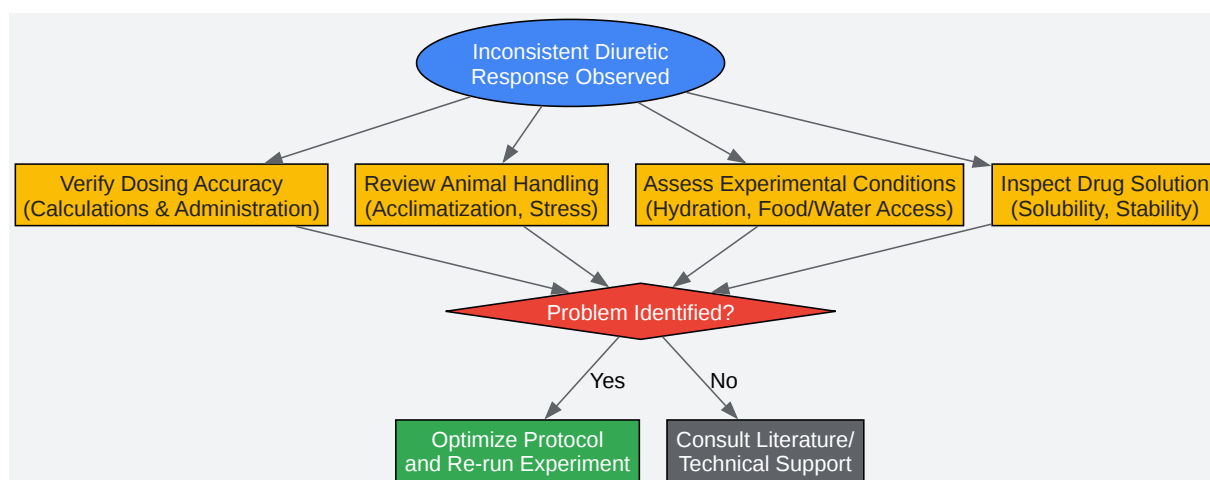 Inconsistent Diuretic
Response Observed
Verify Dosing Accuracy
(Calculations & Administration)
Review Animal Handling
(Acclimatization, Stress)
Assess Experimental Conditions
(Hydration, Food/Water Access)
Inspect Drug Solution
(Solubility, Stability)
Problem Identified?
Yes
No
Optimize Protocol
and Re-run Experiment
Consult Literature/
Technical Support